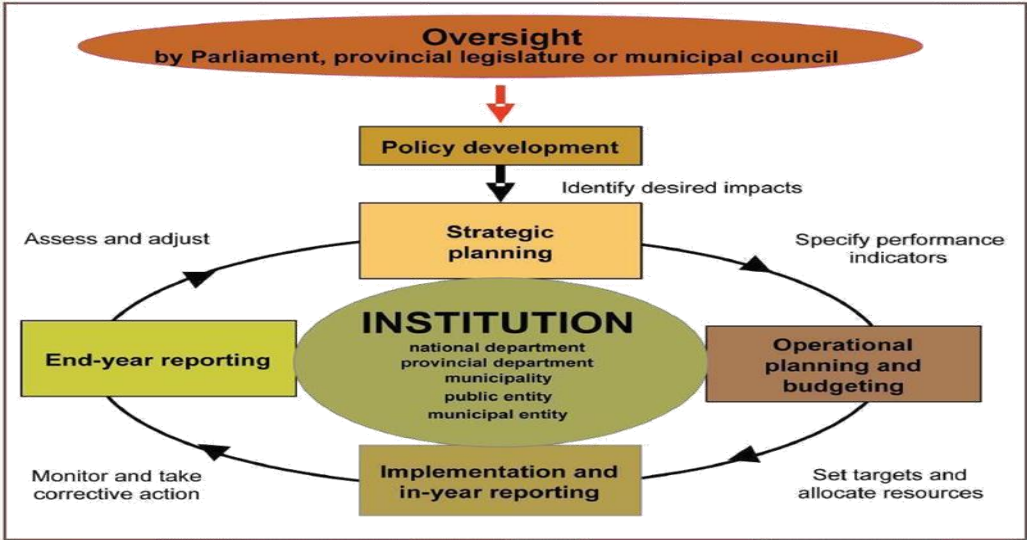 Oversight
by Parliament, provincial legislature or municipal council
Policy development
Identify desired impacts
Strategic
planning
Assess and adjust
Specify performance
indicators
INSTITUTION
national department
provincial department
municipality
public entity
municipal entity
End-year reporting
Operational
planning and
budgeting
Implementation and
in-year reporting
Monitor and take
corrective action
Set targets and
allocate resources